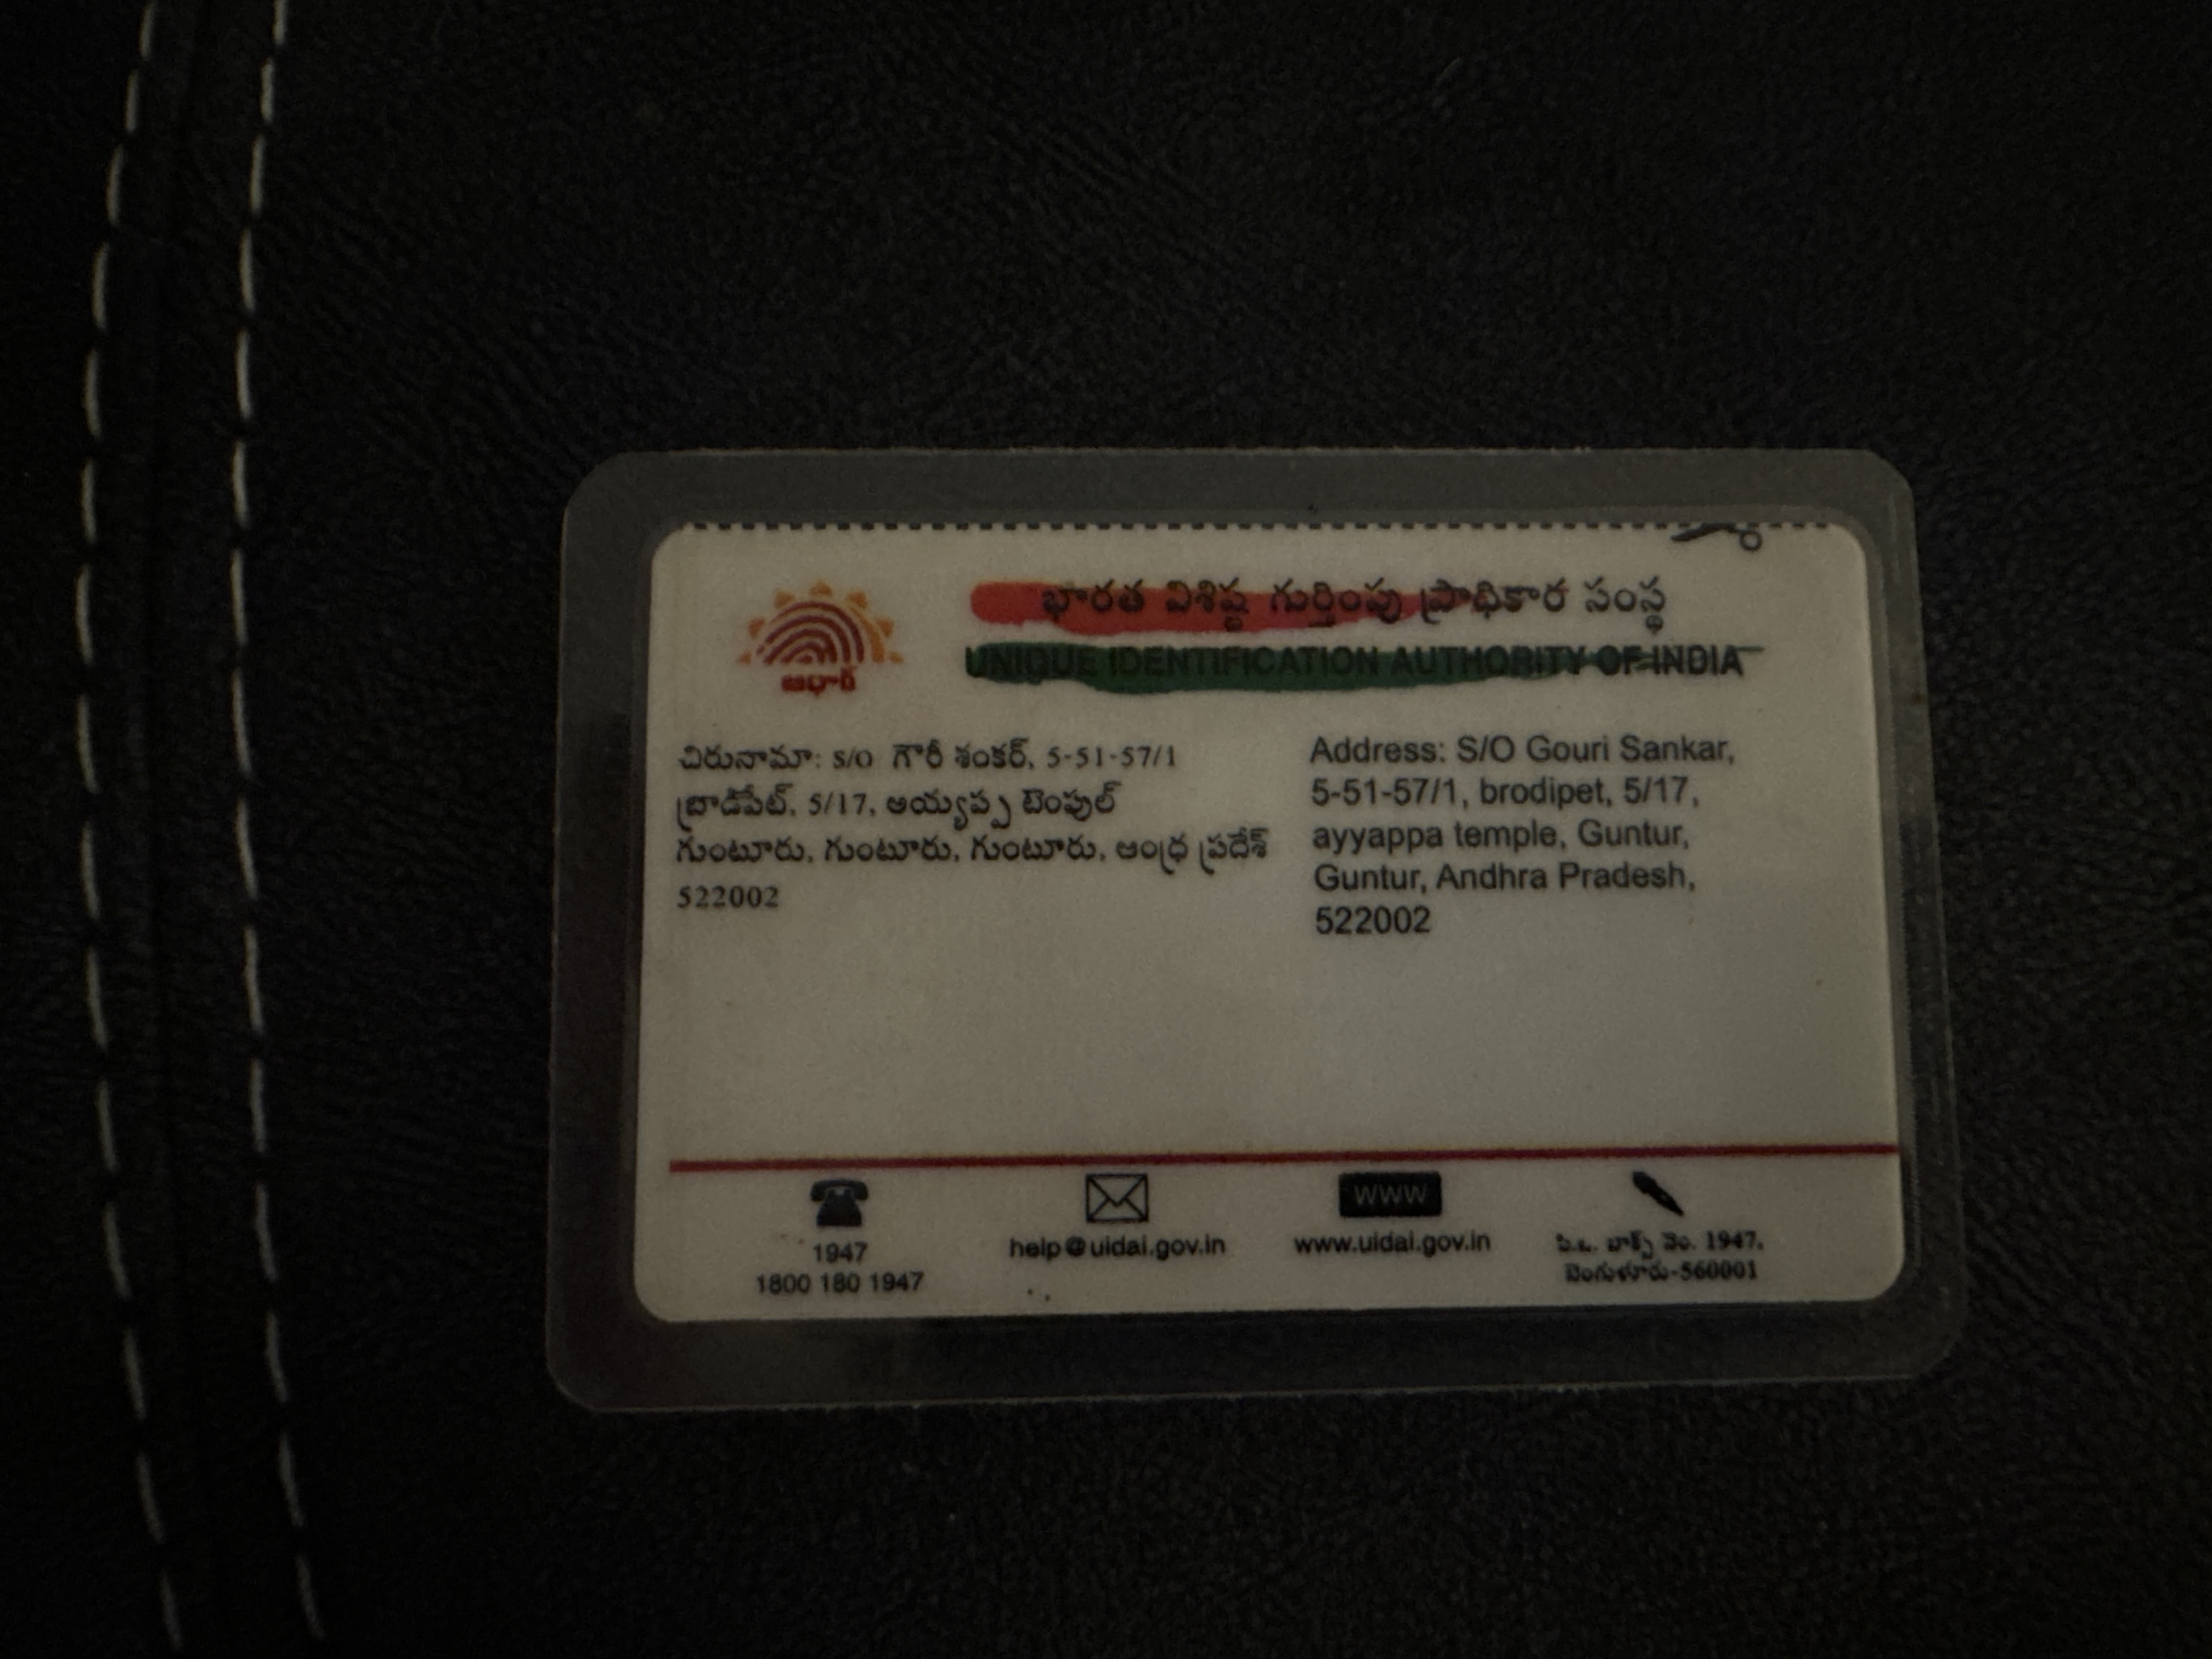 భారత విశిష్ట గుర్తింపు ప్రాధికార సంస్థ
UNIQUE IDENTIFICATION AUTHORITY OF INDIA
ఆధార్
చిరునామా: S/O గౌరీ శంకర్, 5-51-57/1
బ్రాడీపేట్, 5/17, అయ్యప్ప టెంపుల్
గుంటూరు, గుంటూరు, గుంటూరు, ఆంధ్ర ప్రదేశ్
522002
Address: S/O Gouri Sankar,
5-51-57/1, brodipet, 5/17,
ayyappa temple, Guntur,
Guntur, Andhra Pradesh,
522002
1947
1800 180 1947
help@uidai.gov.in
WWW
www.uidai.gov.in
పి.ఒ. బాక్స్ నెం. 1947,
బెంగుళూరు-560001